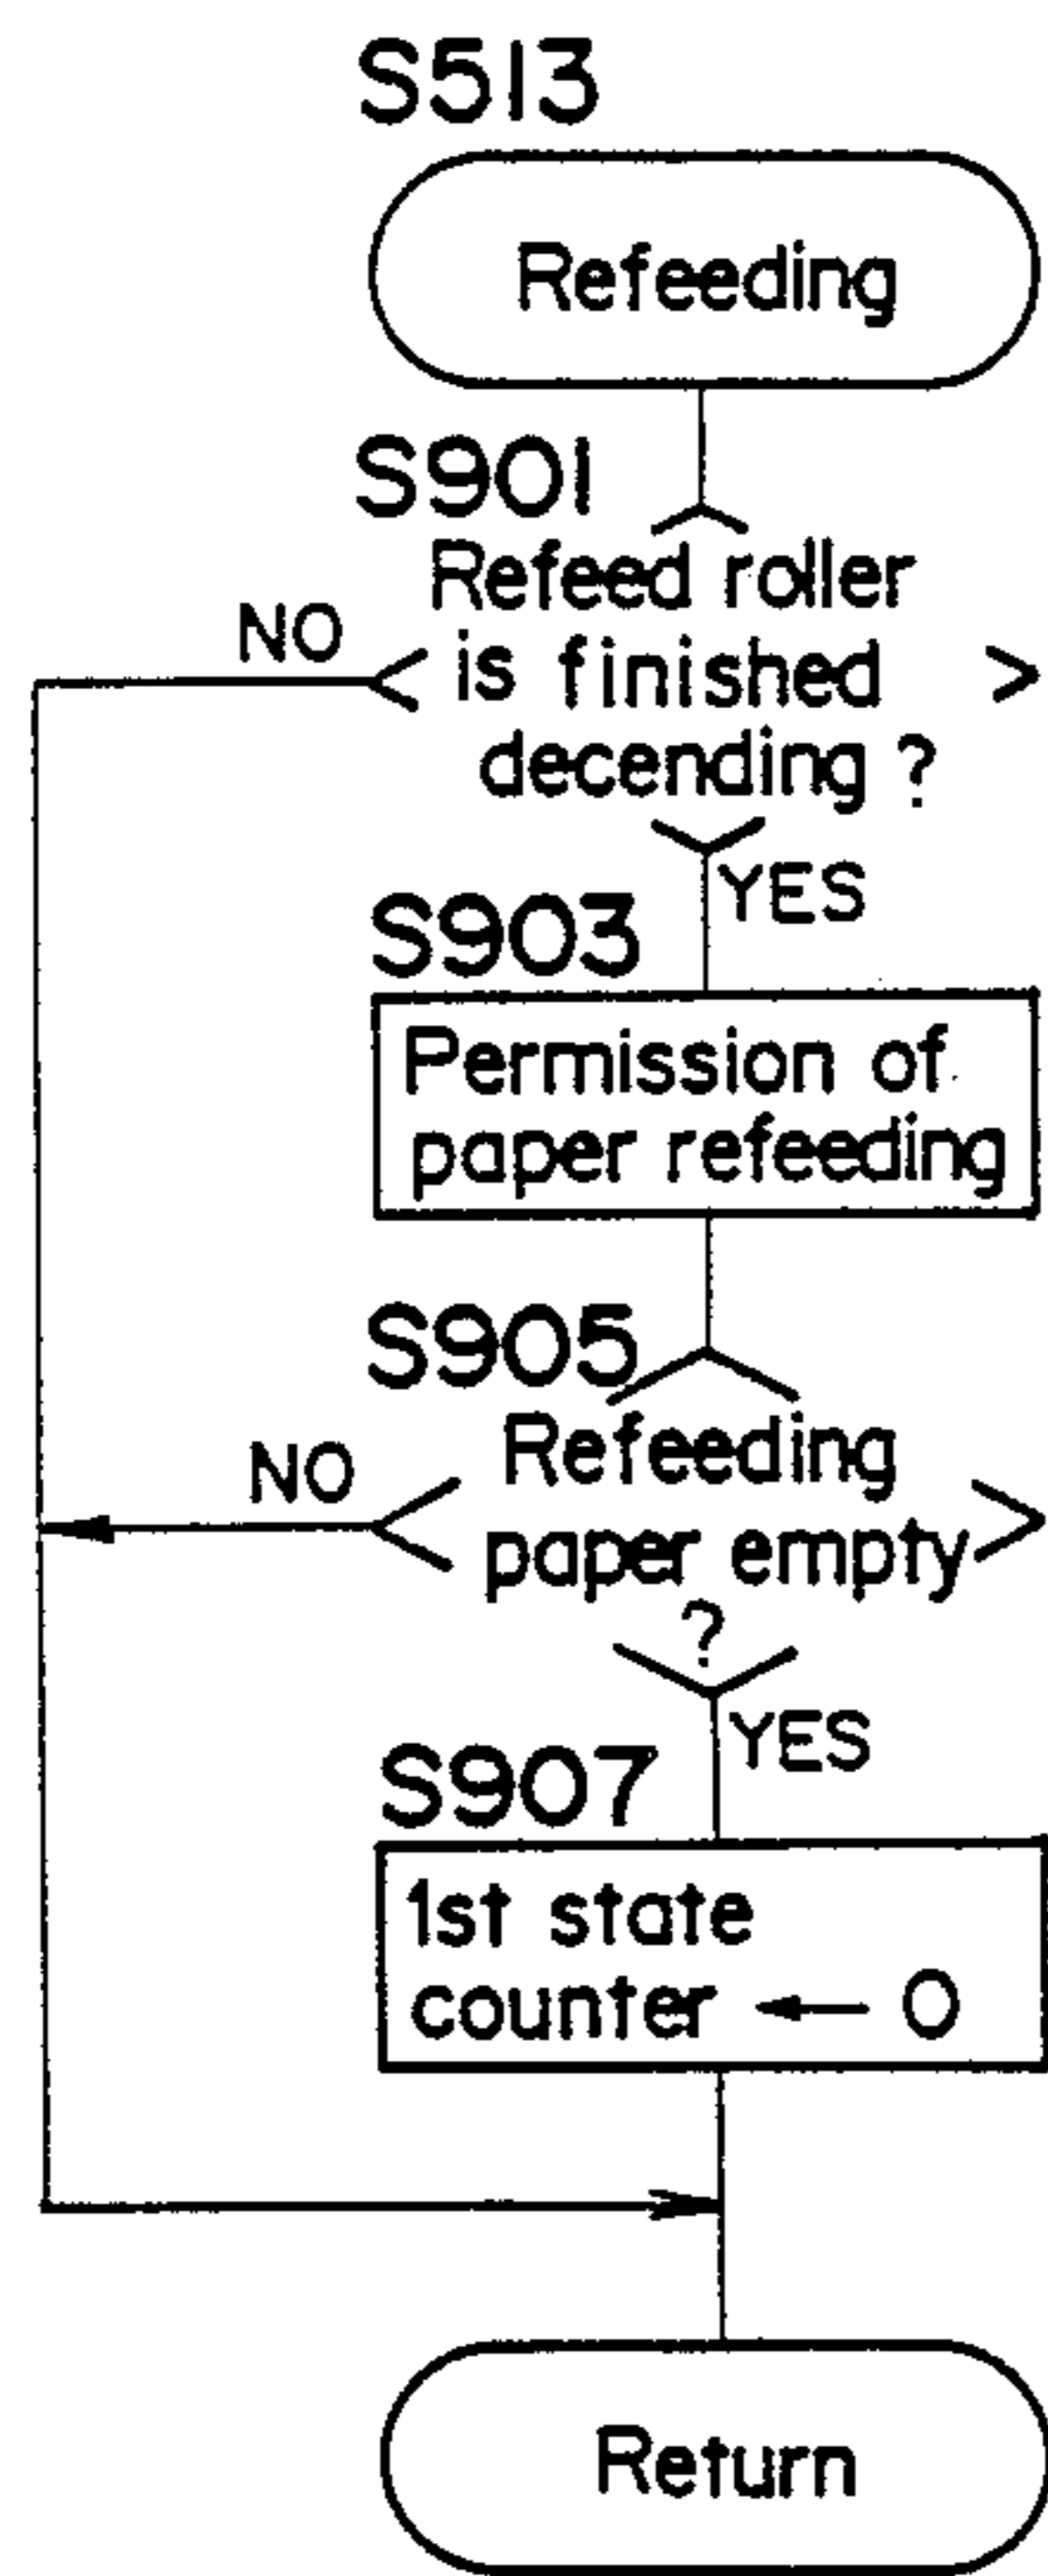 S513
Refeeding
S901
Refeed roller
NO
is finished
decending ?
YES
S903
Permission of
paper refeeding
S905
Refeeding
NO
paper empty
?
YES
S907
1st state
counter ← 0
Return